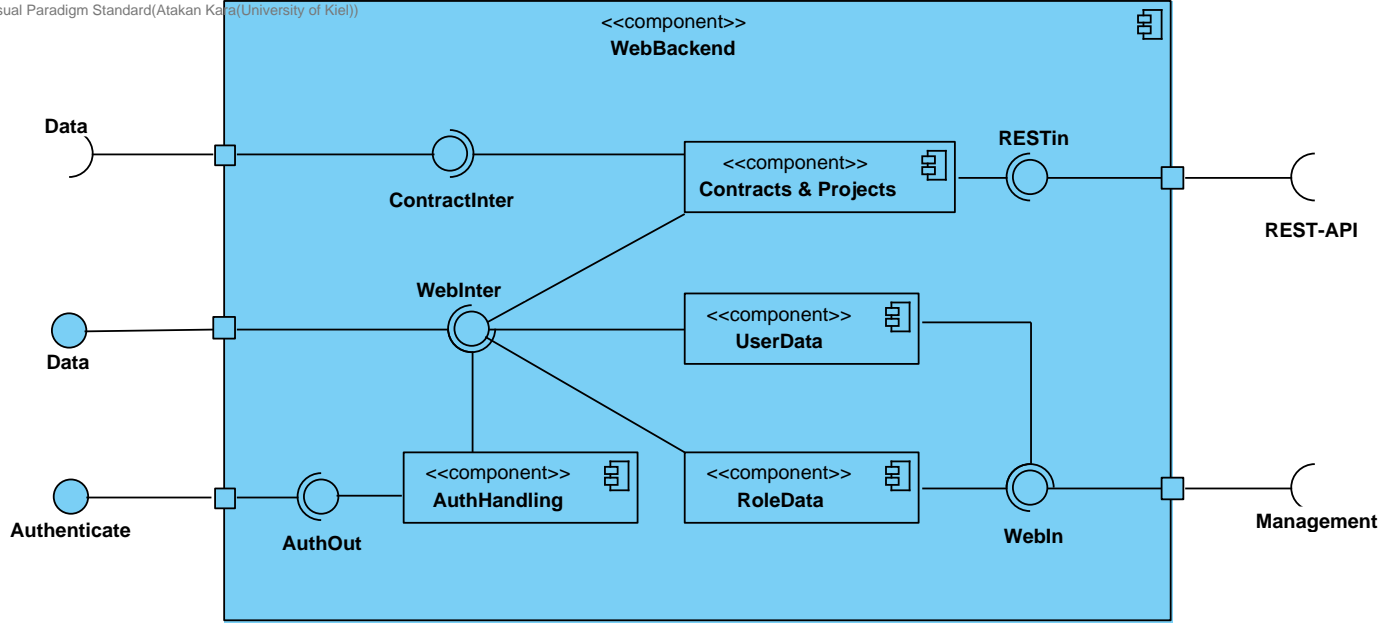 sual Paradigm Standard(Atakan Kara(University of Kiel))
<<component>>
WebBackend
Data
ContractInter
<<component>>
Contracts & Projects
RESTin
REST-API
WebInter
Data
<<component>>
UserData
<<component>>
AuthHandling
<<component>>
RoleData
Authenticate
AuthOut
WebIn
Management